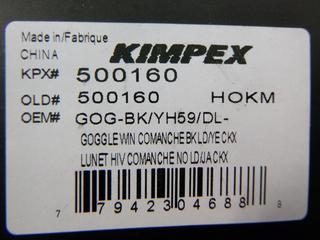 Made in/Fabrique
CHINA
KIMPEX
KPX# 500160
OLD# 500160 HOKM
OEM# GOG-BK/YH59/DL-
GOGGLE WIN COMANCHE BK LD/YE CKX
LUNET HIV COMANCHE NO LD/JA CKX
7 79423 04688 8